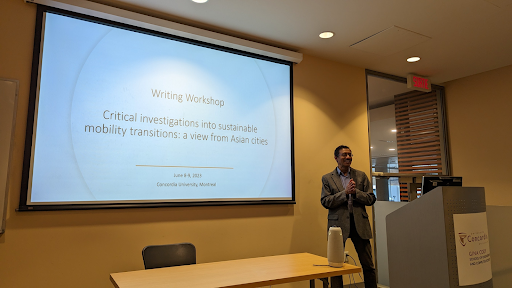 Writing Workshop
Critical investigations into sustainable
mobility transitions: a view from Asian cities
June 8-9, 2023
Concordia University, Montreal
Concordia